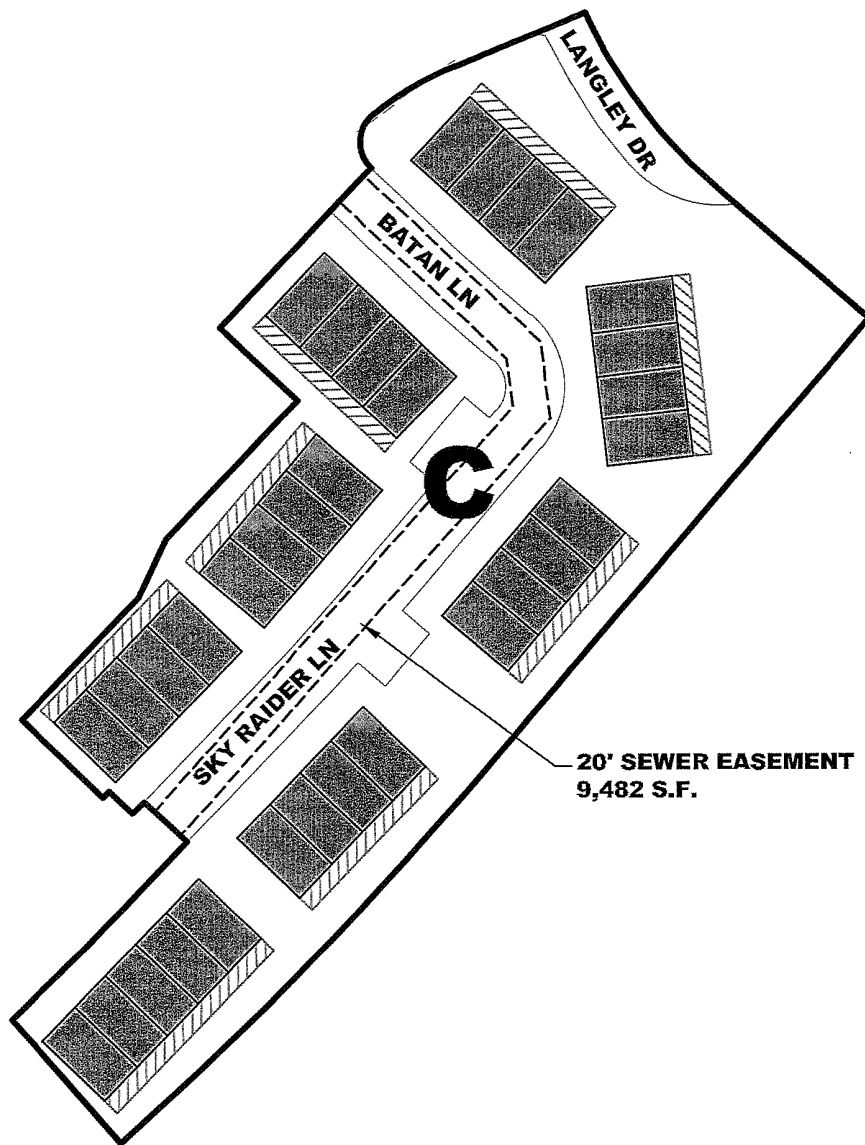 LANGLEY DR
BATAN LN
C
SKY RAIDER LN
20' SEWER EASEMENT
9,482 S.F.